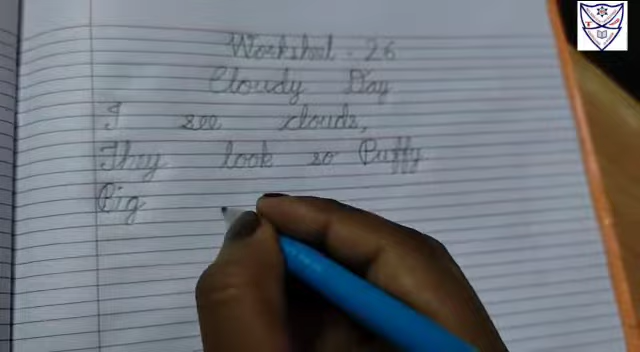 Worksheet - 26
Cloudy Day
I see clouds,
They look so Puffy
Big